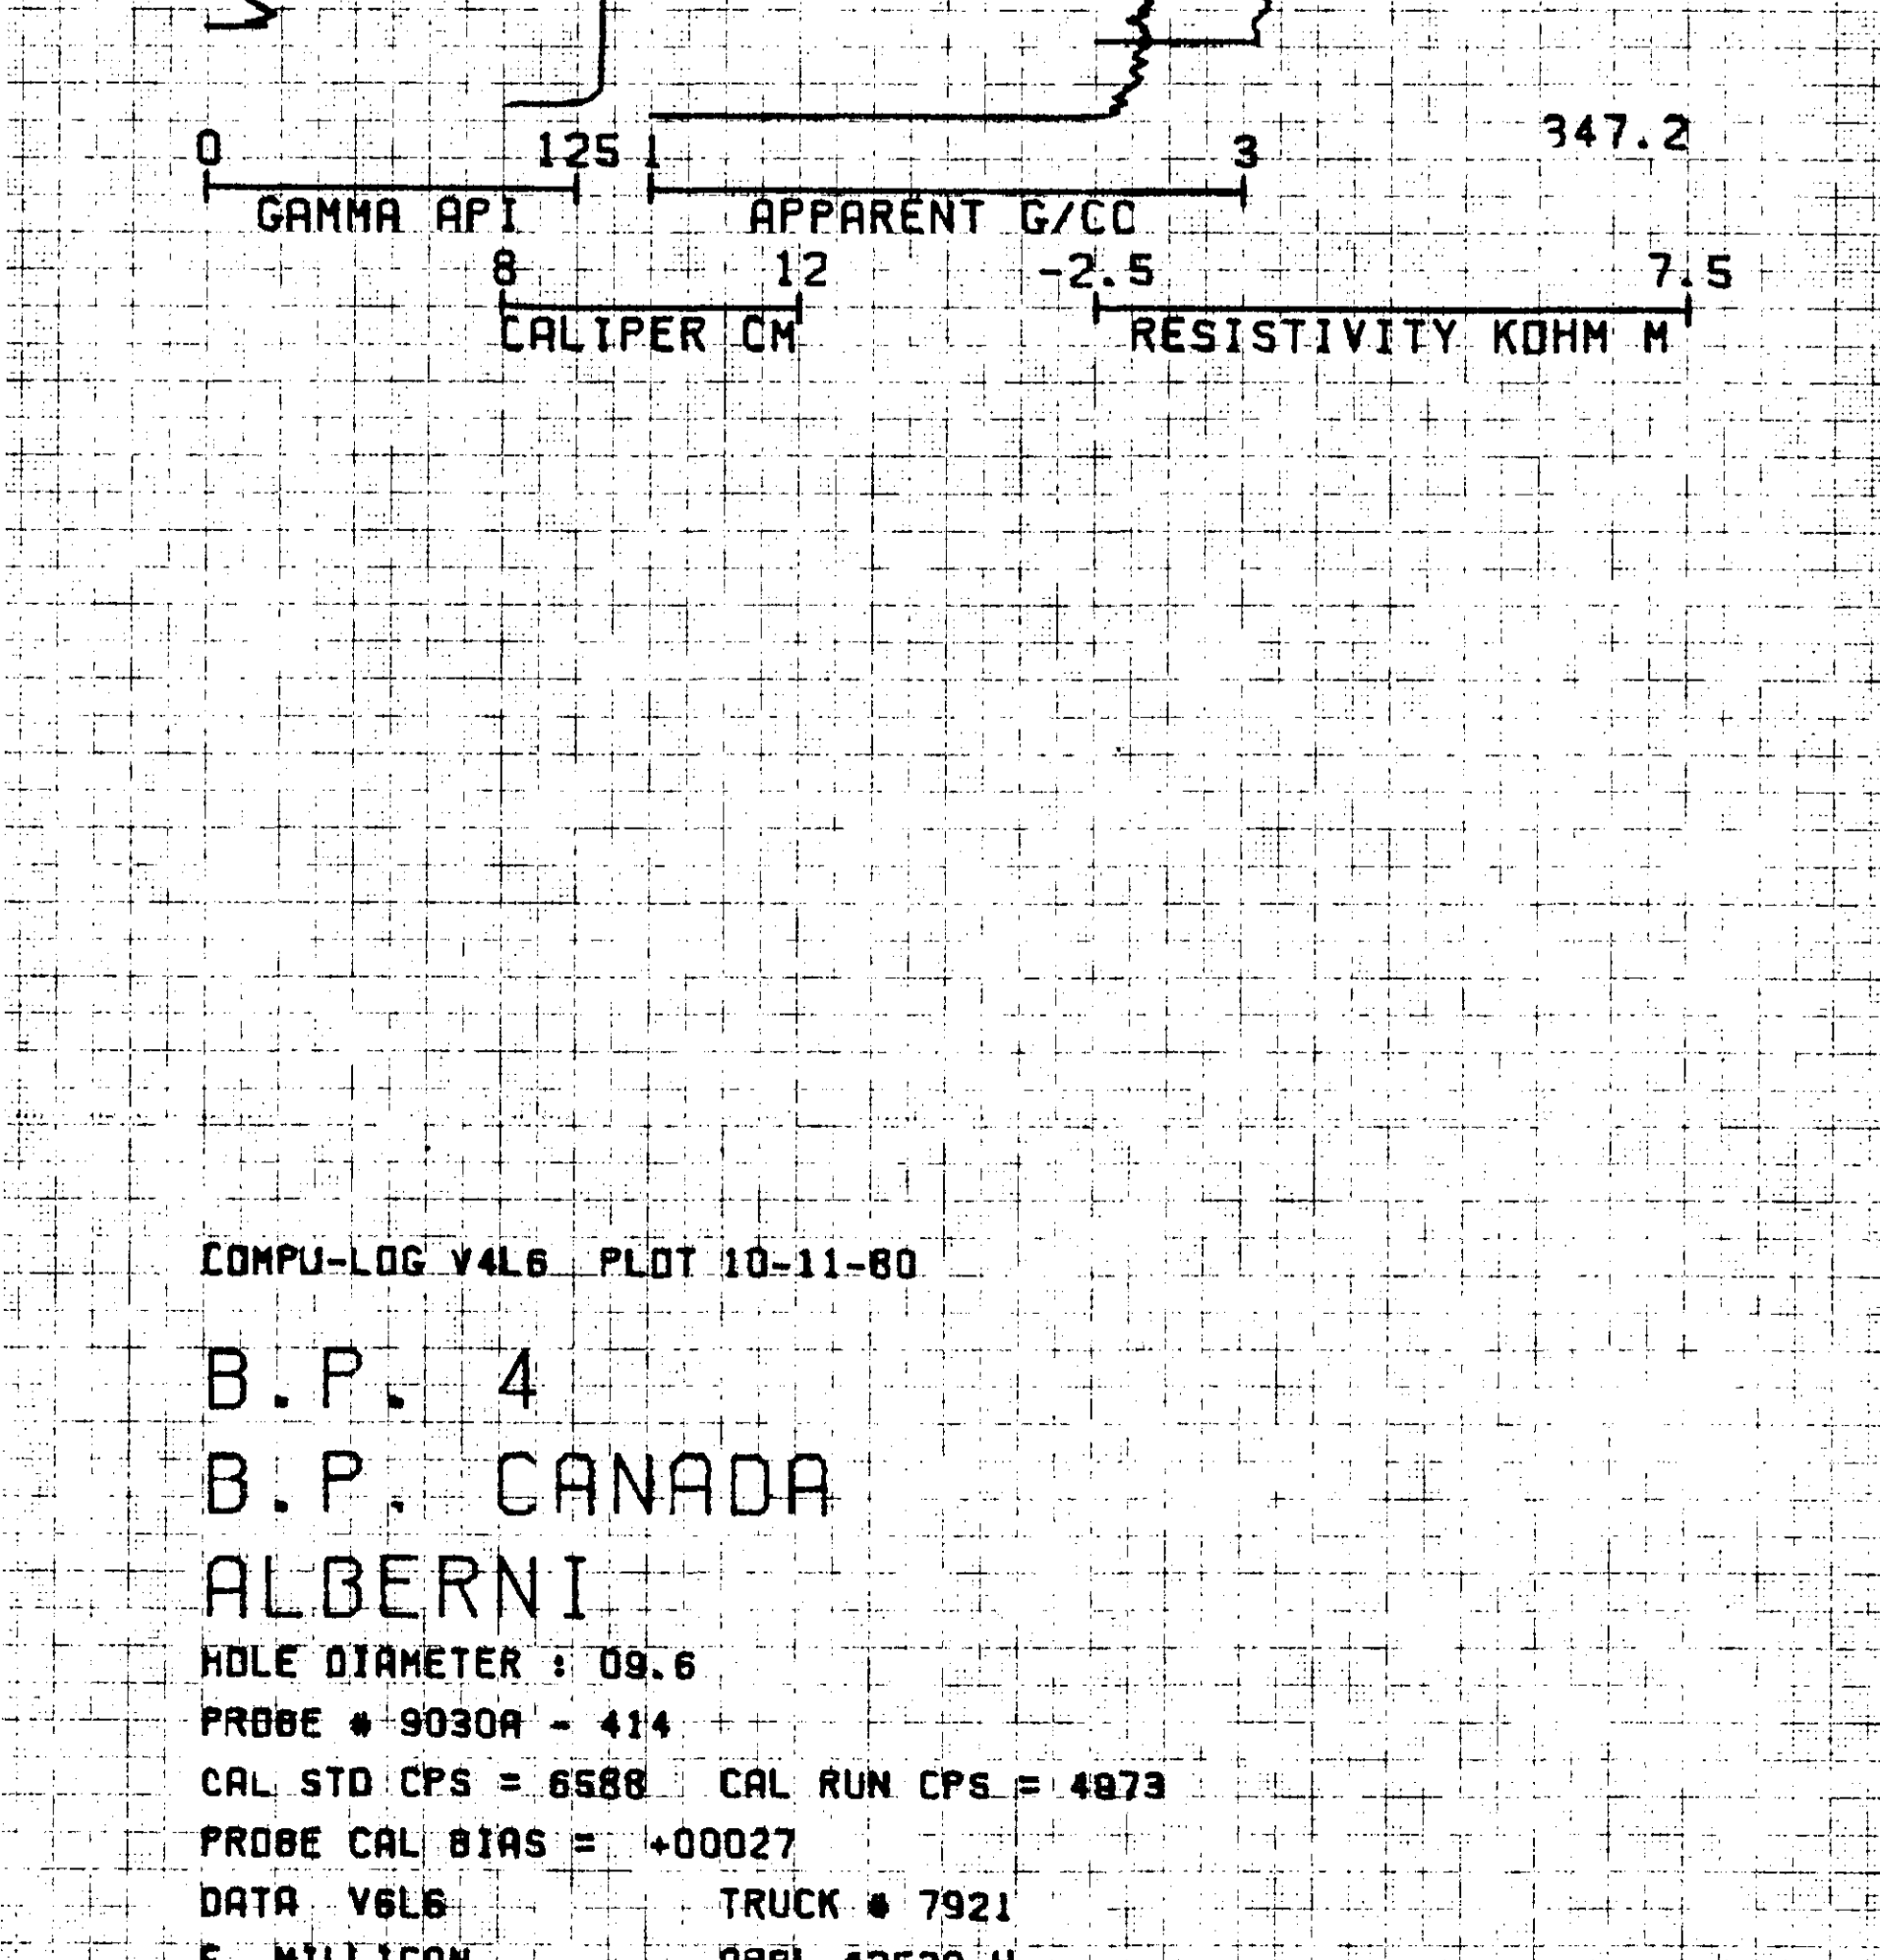 0 125 1 3 347.2
GAMMA API APPARENT G/CC
8 12 -2.5 7.5
CALIPER CM RESISTIVITY KOHM M
COMPU-LOG V4L6 PLOT 10-11-80
B.P. 4
B.P. CANADA
ALBERNI
HOLE DIAMETER : 09.6
PROBE # 9030A - 414
CAL STD CPS = 6588 CAL RUN CPS = 4873
PROBE CAL BIAS = +00027
DATA V6L6 TRUCK # 7921